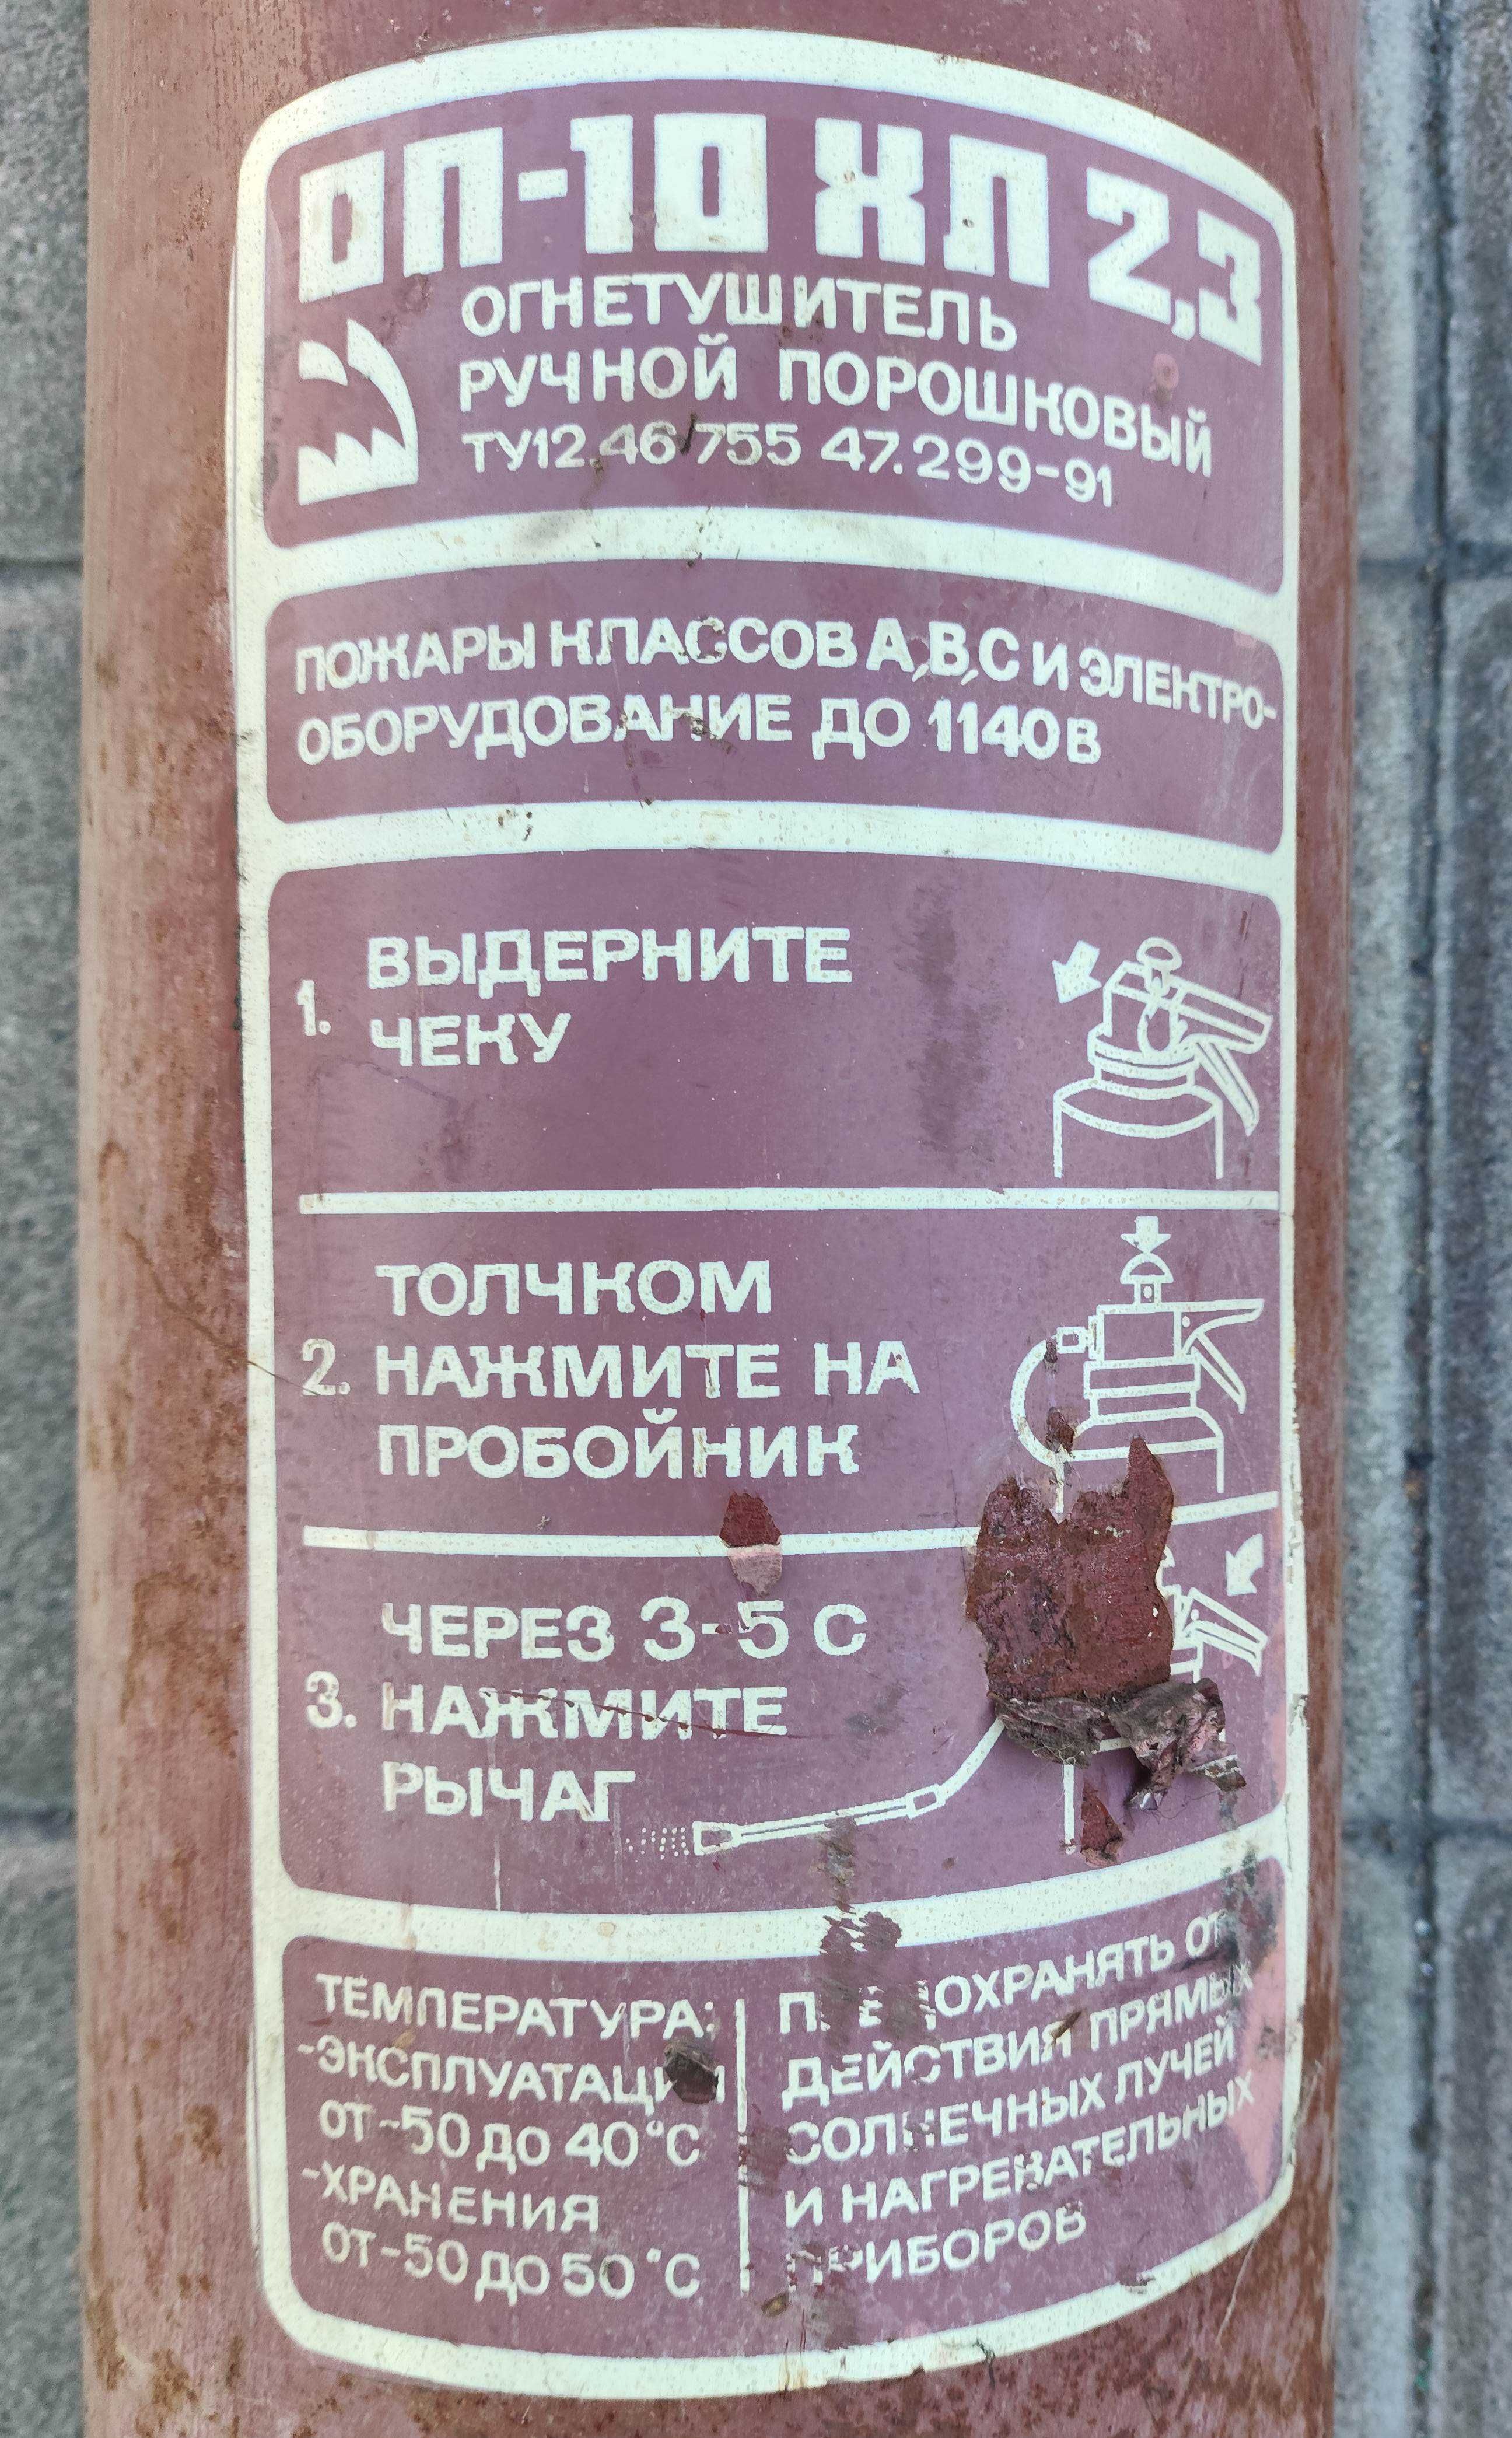 ОП-10 ХЛ 2,3
ОГНЕТУШИТЕЛЬ
РУЧНОЙ ПОРОШКОВЫЙ
ТУ12.46 755 47.299-91
ПОЖАРЫ КЛАССОВ А,В,С И ЭЛЕКТРО-
ОБОРУДОВАНИЕ ДО 1140В
1. ВЫДЕРНИТЕ
ЧЕКУ
ТОЛЧКОМ
2. НАЖМИТЕ НА
ПРОБОЙНИК
ЧЕРЕЗ 3-5 С
3. НАЖМИТЕ
РЫЧАГ
ТЕМПЕРАТУРА:
-ЭКСПЛУАТАЦИИ
ОТ -50 ДО 40°С
-ХРАНЕНИЯ
ОТ -50 ДО 50°С
ПРЕДОХРАНЯТЬ ОТ
ДЕЙСТВИЯ ПРЯМЫХ
СОЛНЕЧНЫХ ЛУЧЕЙ
И НАГРЕВАТЕЛЬНЫХ
ПРИБОРОВ